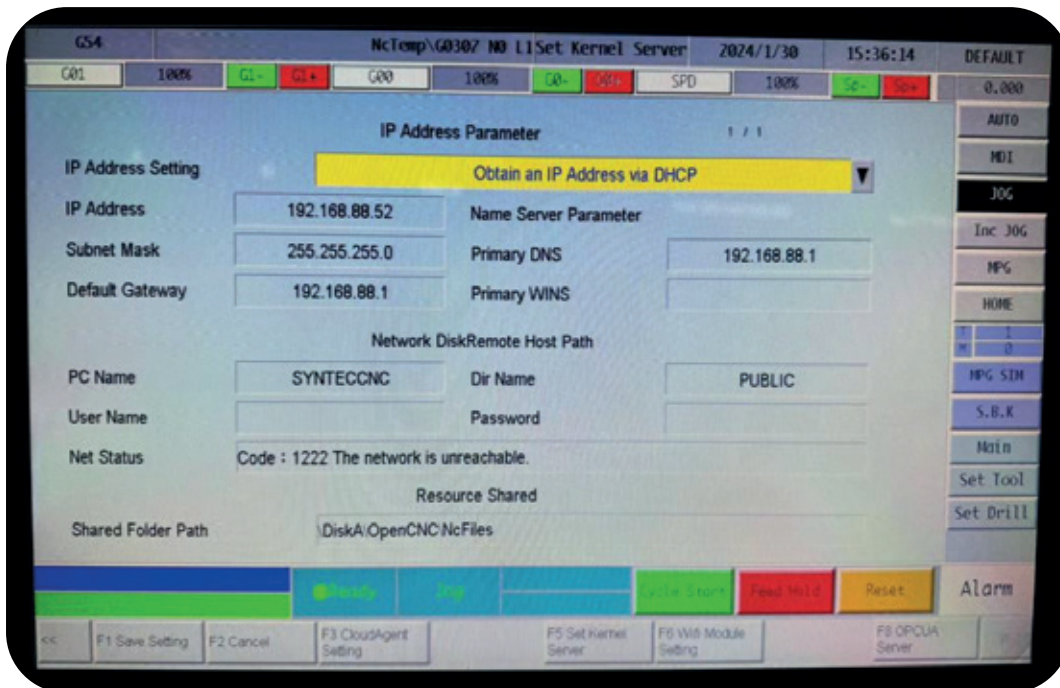 G54 NcTemp\G0307 NO L1 Set Kernel Server 2024/1/30 15:36:14 DEFAULT
G01 100% G1- G1+ G00 100% G0- G0+ SPD 100% Sp- Sp+ 0.000
IP Address Parameter 1 / 1 AUTO
IP Address Setting Obtain an IP Address via DHCP MDI
JOG
IP Address 192.168.88.52 Name Server Parameter
Inc JOG
Subnet Mask 255.255.255.0 Primary DNS 192.168.88.1
MPG
Default Gateway 192.168.88.1 Primary WINS
HOME
T 1
Network DiskRemote Host Path M 0
PC Name SYNTECCNC Dir Name PUBLIC MPG SIM
User Name Password S.B.K
Net Status Code : 1222 The network is unreachable. Main
Set Tool
Resource Shared
Set Drill
Shared Folder Path \DiskA\OpenCNC\NcFiles
Ready Cycle Start Feed Hold Reset Alarm
<< F1 Save Setting F2 Cancel F3 CloudAgent Setting F5 Set Kernel Server F6 Wifi Module Setting F8 OPCUA Server